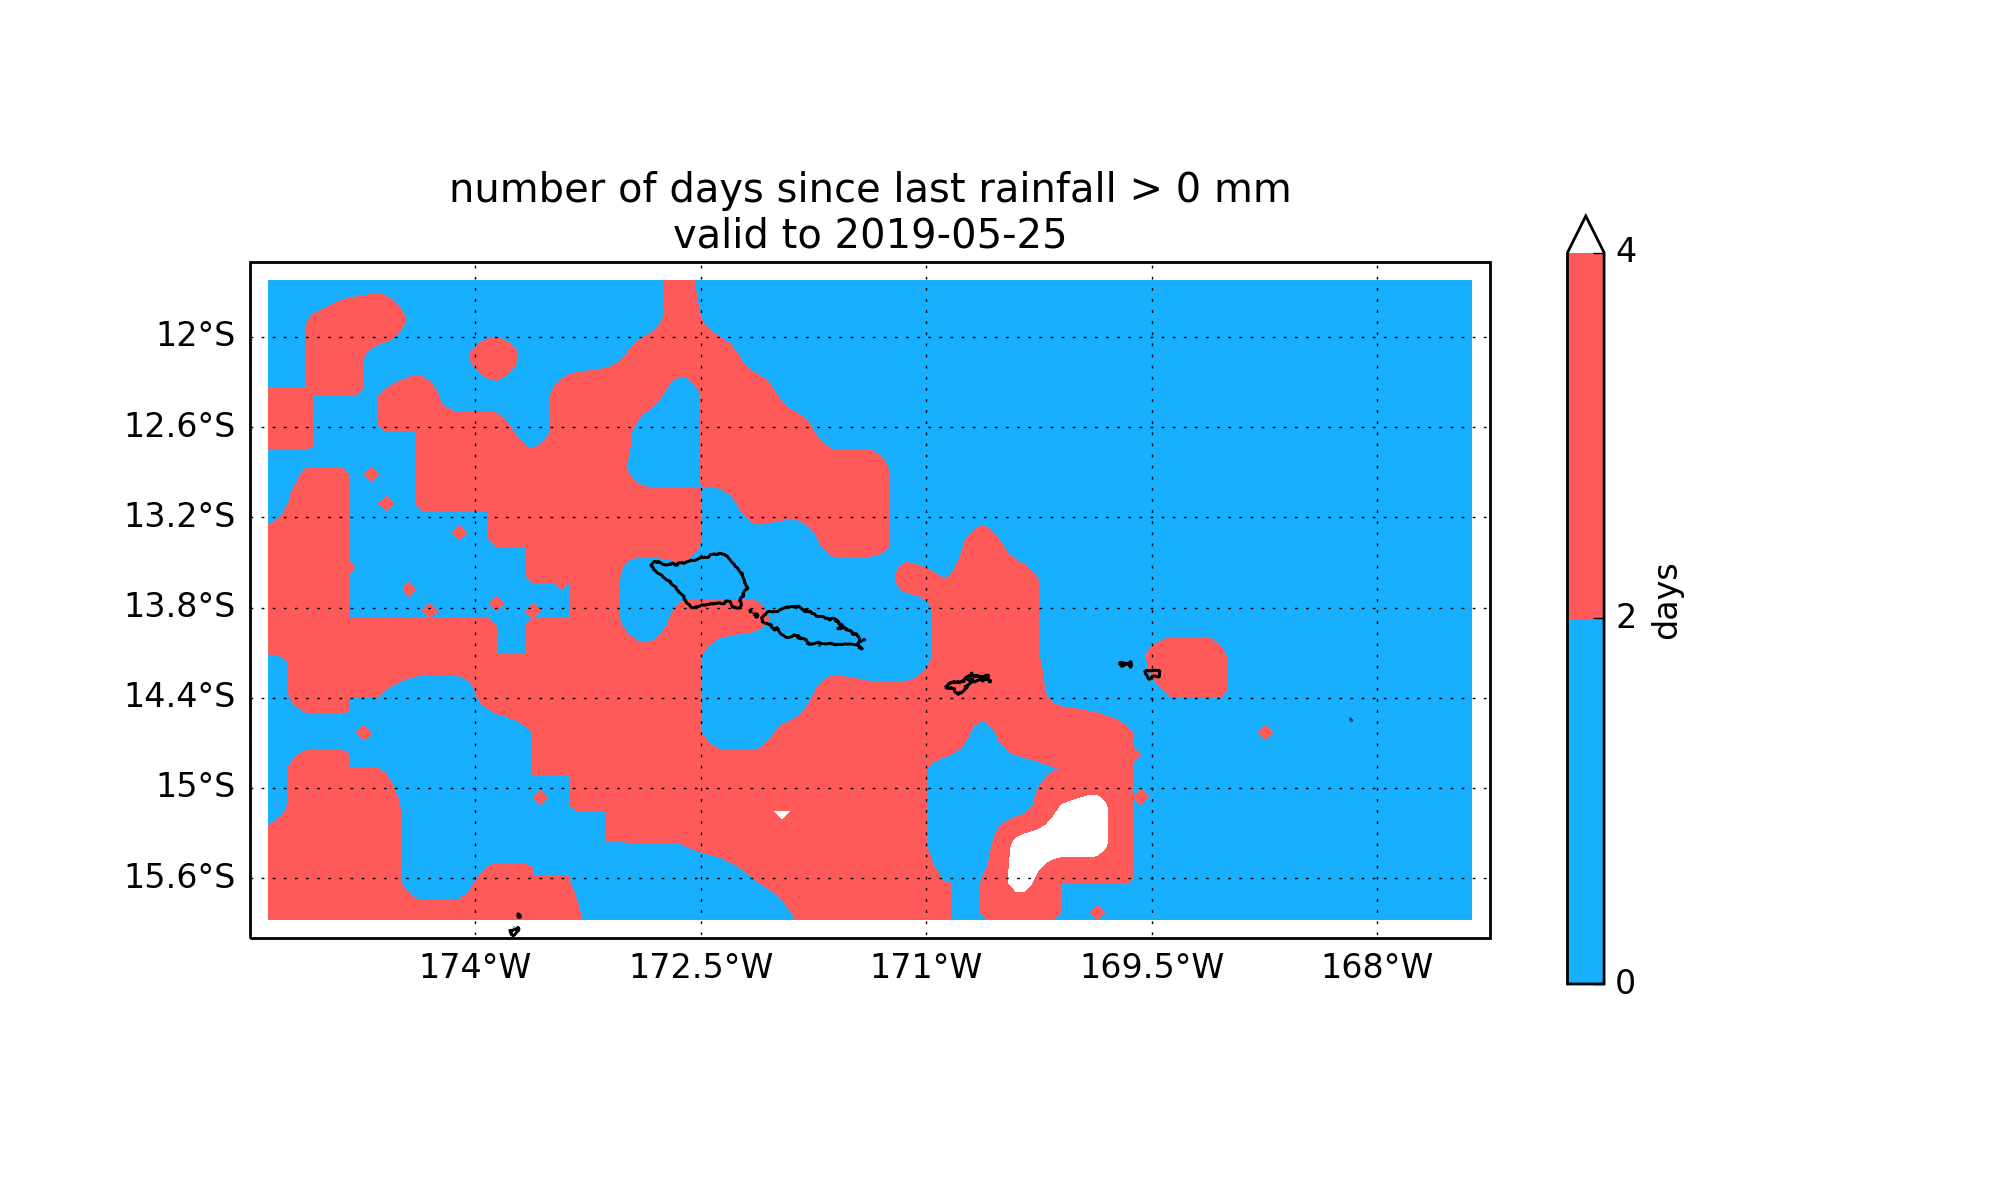 number of days since last rainfall > 0 mm
valid to 2019-05-25
12°S
12.6°S
13.2°S
13.8°S
14.4°S
15°S
15.6°S
174°W 172.5°W 171°W 169.5°W 168°W
4
2
0
days